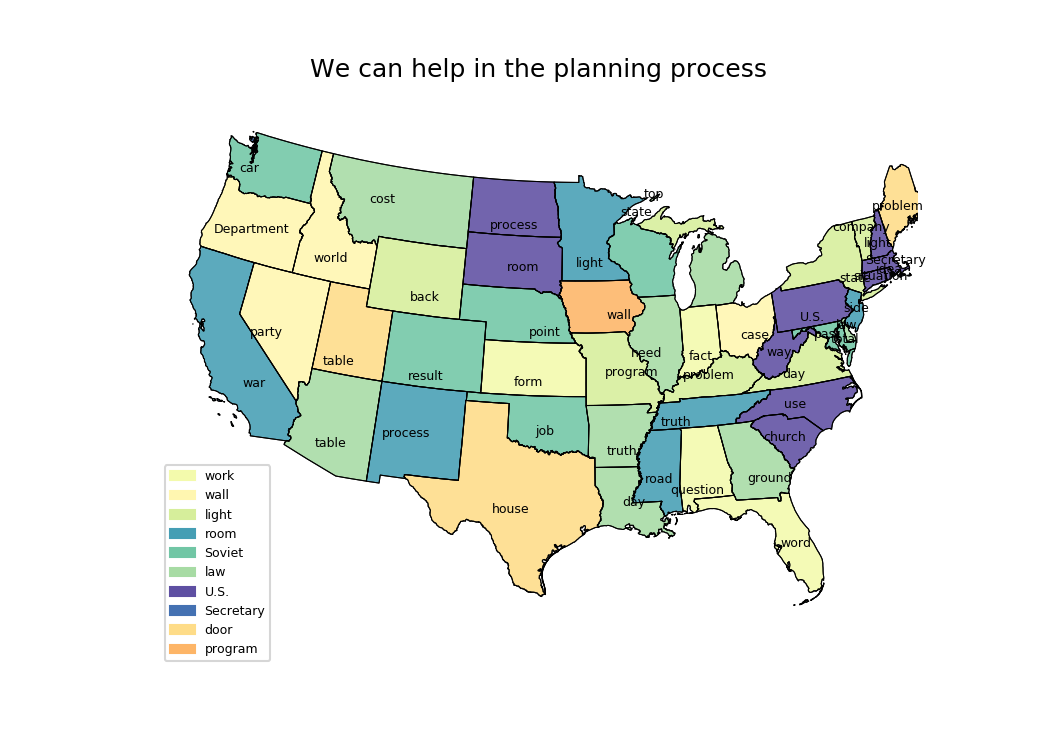 We can help in the planning process
car
Department
world
cost
process
room
light
top
state
back
party
table
war
result
point
form
wall
need
program
fact
case
problem
U.S.
way
past
day
use
church
truth
truth
road
question
ground
word
day
job
house
process
table
problem
company
light
Secretary
idea
situation
state
side
law
total
work
wall
light
room
Soviet
law
U.S.
Secretary
door
program